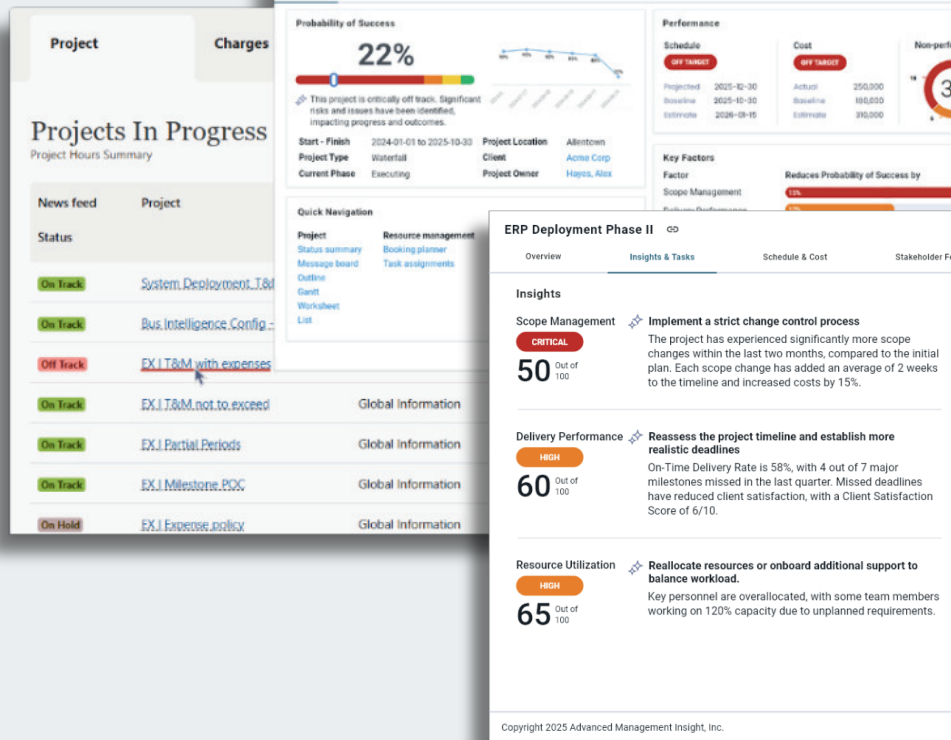 Project
Charges
Projects In Progress
Project Hours Summary
News feed
Project
Status
On Track
System Deployment
On Track
Bus Intelligence Config -
Off Track
EX | T&M with expenses
On Track
EX | T&M not to exceed
Global Information
On Track
EX | Partial Periods
Global Information
On Track
EX | Milestone POC
Global Information
On Hold
EX | Expense policy
Global Information
Probability of Success
22%
This project is critically off track. Significant
risks and issues have been identified,
impacting progress and outcomes.
Start - Finish 2024-01-01 to 2025-10-30 Project Location Allentown
Project Type Waterfall Client Acme Corp
Current Phase Executing Project Owner Hayes, Alex
Quick Navigation
Project Resource management
Status summary Booking planner
Message board Task assignments
Outline
Gantt
Worksheet
List
Performance
Schedule Cost
OFF TARGET OFF TARGET
Projected 2025-12-30 Actual 250,000
Baseline 2025-10-30 Baseline 180,000
Estimate 2026-01-15 Estimate 310,000
Key Factors
Factor Reduces Probability of Success by
Scope Management 15%
ERP Deployment Phase II
Overview Insights & Tasks Schedule & Cost Stakeholder
Insights
Scope Management
CRITICAL
50 Out of
100
Implement a strict change control process
The project has experienced significantly more scope
changes within the last two months, compared to the initial
plan. Each scope change has added an average of 2 weeks
to the timeline and increased costs by 15%.
Delivery Performance
HIGH
60 Out of
100
Reassess the project timeline and establish more
realistic deadlines
On-Time Delivery Rate is 58%, with 4 out of 7 major
milestones missed in the last quarter. Missed deadlines
have reduced client satisfaction, with a Client Satisfaction
Score of 6/10.
Resource Utilization
HIGH
65 Out of
100
Reallocate resources or onboard additional support to
balance workload.
Key personnel are overallocated, with some team members
working on 120% capacity due to unplanned requirements.
Copyright 2025 Advanced Management Insight, Inc.